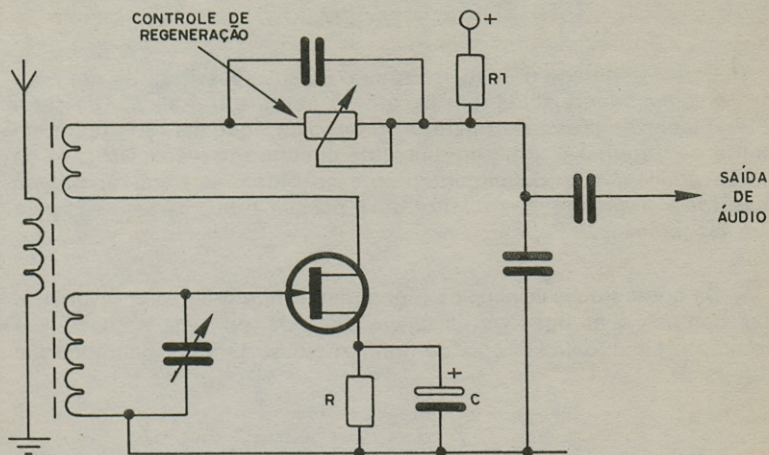 CONTROLE DE
REGENERAÇÃO
+
R1
SAÍDA
DE
ÁUDIO
+
R
C